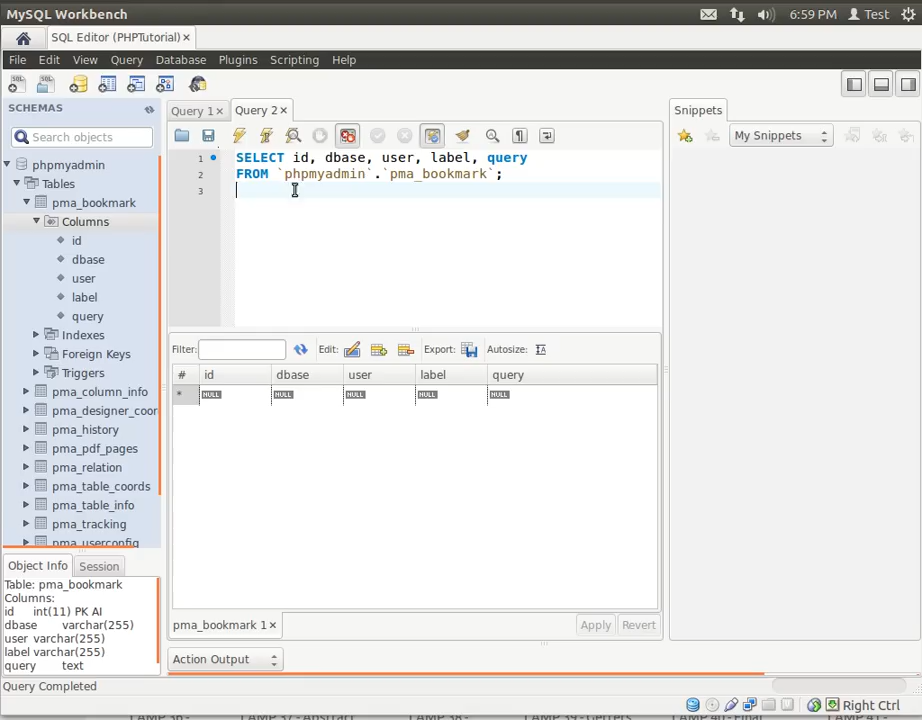 MySQL Workbench
6:59 PM Test
SQL Editor (PHPTutorial) ×
File Edit View Query Database Plugins Scripting Help
SCHEMAS
Search objects
phpmyadmin
Tables
pma_bookmark
Columns
id
dbase
user
label
query
Indexes
Foreign Keys
Triggers
pma_column_info
pma_designer_coor
pma_history
pma_pdf_pages
pma_relation
pma_table_coords
pma_table_info
pma_tracking
pma_userconfig
Object Info Session
Table: pma_bookmark
Columns:
id int(11) PK AI
dbase varchar(255)
user varchar(255)
label varchar(255)
query text
Query 1 × Query 2 ×
1 SELECT id, dbase, user, label, query
2 FROM `phpmyadmin`.`pma_bookmark`;
3
Filter: Edit: Export: Autosize:
# id dbase user label query
* NULL NULL NULL NULL NULL
pma_bookmark 1 × Apply Revert
Action Output
Snippets
My Snippets
Query Completed
Right Ctrl